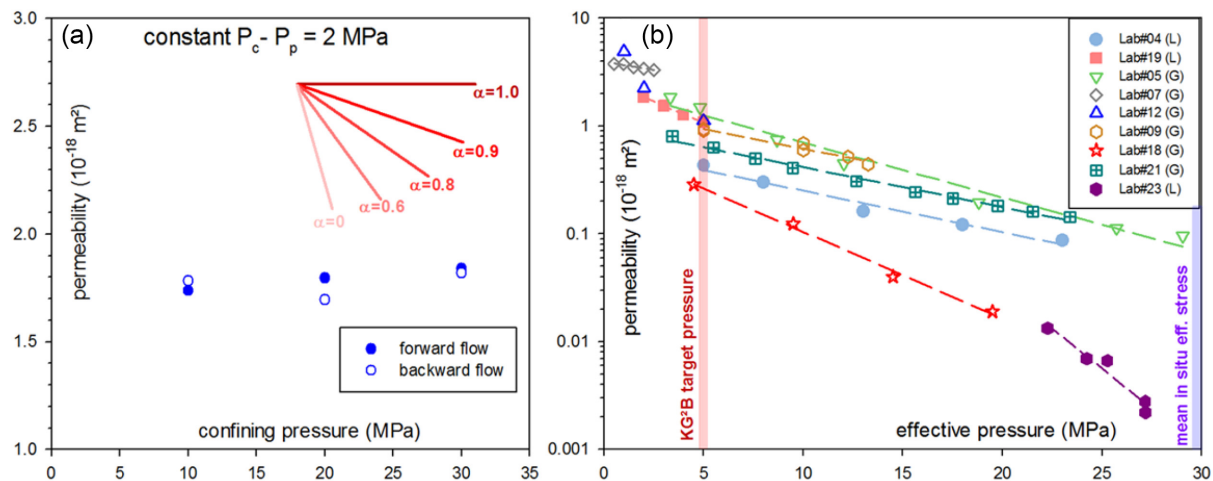 (a)
constant Pc- Pp = 2 MPa
α=1.0
α=0.9
α=0.8
α=0.6
α=0
permeability (10⁻¹⁸ m²)
3.0
2.5
2.0
1.5
1.0
forward flow
backward flow
confining pressure (MPa)
0 5 10 15 20 25 30 35
(b)
Lab#04 (L)
Lab#19 (L)
Lab#05 (G)
Lab#07 (G)
Lab#12 (G)
Lab#09 (G)
Lab#18 (G)
Lab#21 (G)
Lab#23 (L)
permeability (10⁻¹⁸ m²)
10
1
0.1
0.01
0.001
KG²B target pressure
mean in situ eff. stress
effective pressure (MPa)
0 5 10 15 20 25 30